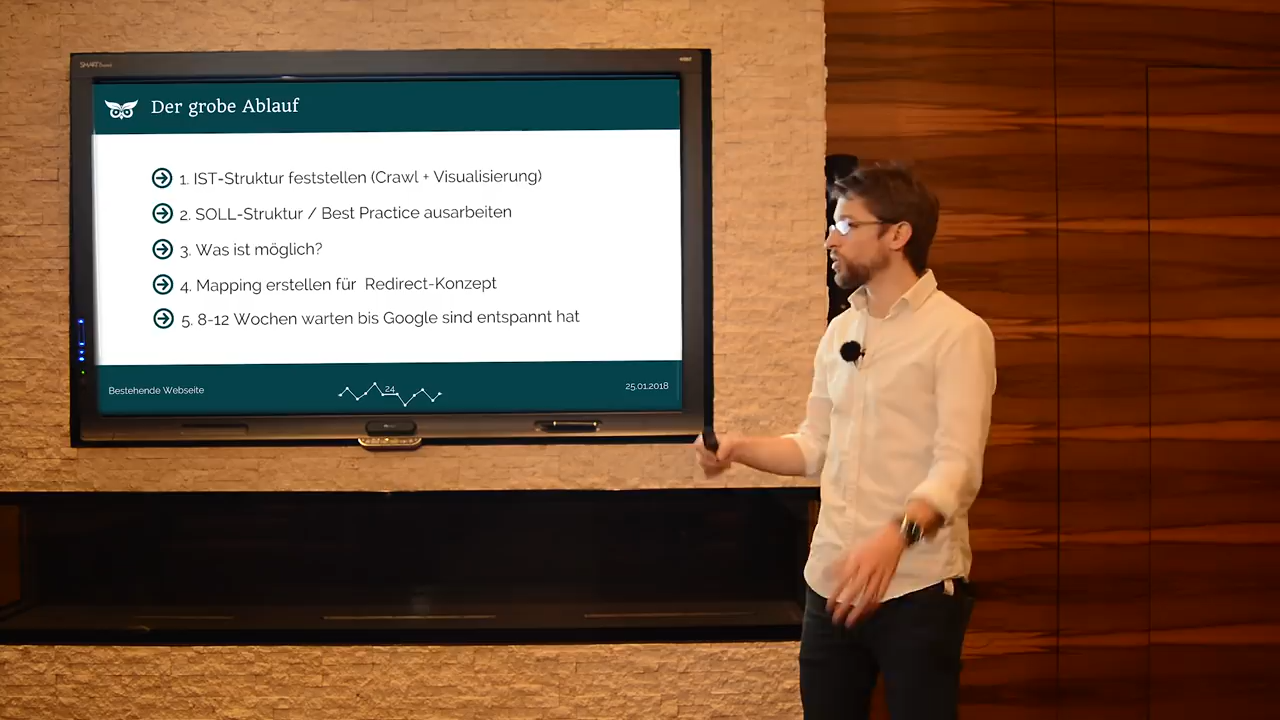 SMART
Der grobe Ablauf
1. IST-Struktur feststellen (Crawl + Visualisierung)
2. SOLL-Struktur / Best Practice ausarbeiten
3. Was ist möglich?
4. Mapping erstellen für Redirect-Konzept
5. 8-12 Wochen warten bis Google sind entspannt hat
Bestehende Webseite
24
25.01.2018